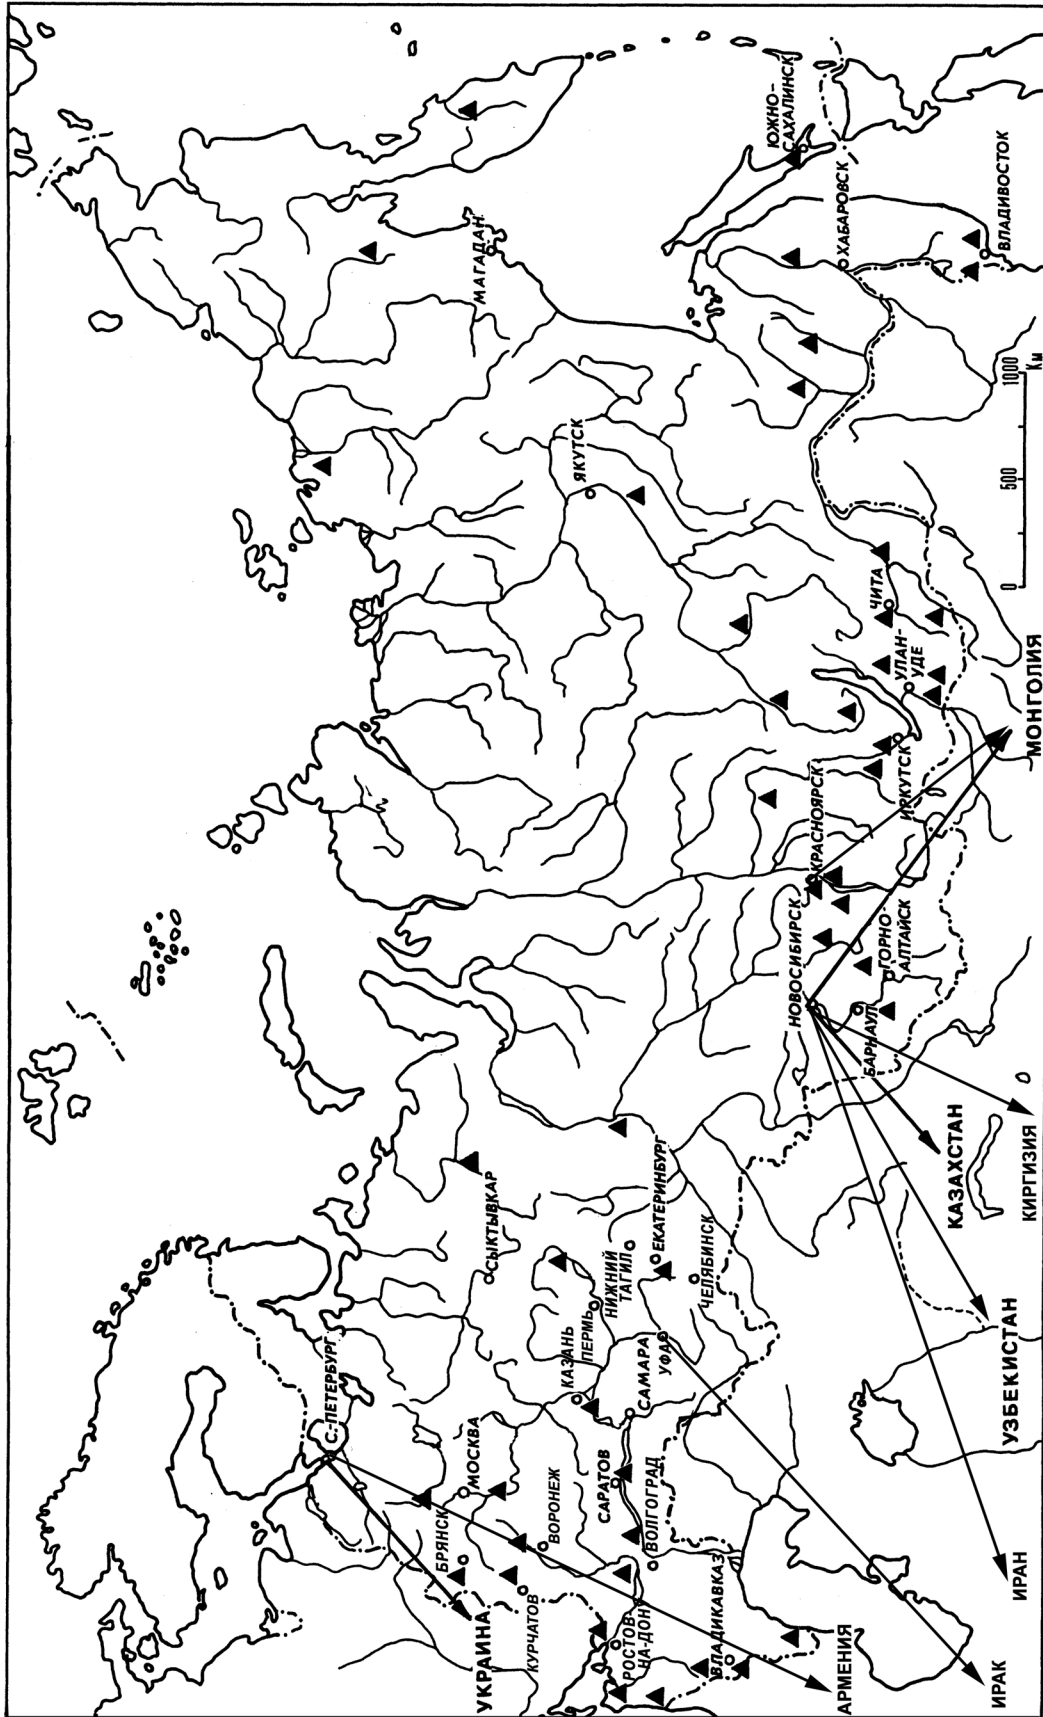 С.-ПЕТЕРБУРГ
МОСКВА
БРЯНСК
ВОРОНЕЖ
КУРЧАТОВ
УКРАИНА
СЫКТЫВКАР
КАЗАНЬ
ПЕРМЬ
НИЖНИЙ
ТАГИЛ
ЕКАТЕРИНБУРГ
ЧЕЛЯБИНСК
САМАРА
УФА
САРАТОВ
ВОЛГОГРАД
РОСТОВ-
НА-ДОН
ВЛАДИКАВКАЗ
АРМЕНИЯ
ИРАК
ИРАН
УЗБЕКИСТАН
КАЗАХСТАН
КИРГИЗИЯ
НОВОСИБИРСК
БАРНАУЛ
ГОРНО-
АЛТАЙСК
КРАСНОЯРСК
ИРКУТСК
УЛАН-
УДЕ
ЧИТА
МОНГОЛИЯ
ЯКУТСК
МАГАДАН
ЮЖНО-
САХАЛИНСК
ХАБАРОВСК
ВЛАДИВОСТОК
0 500 1000
Км